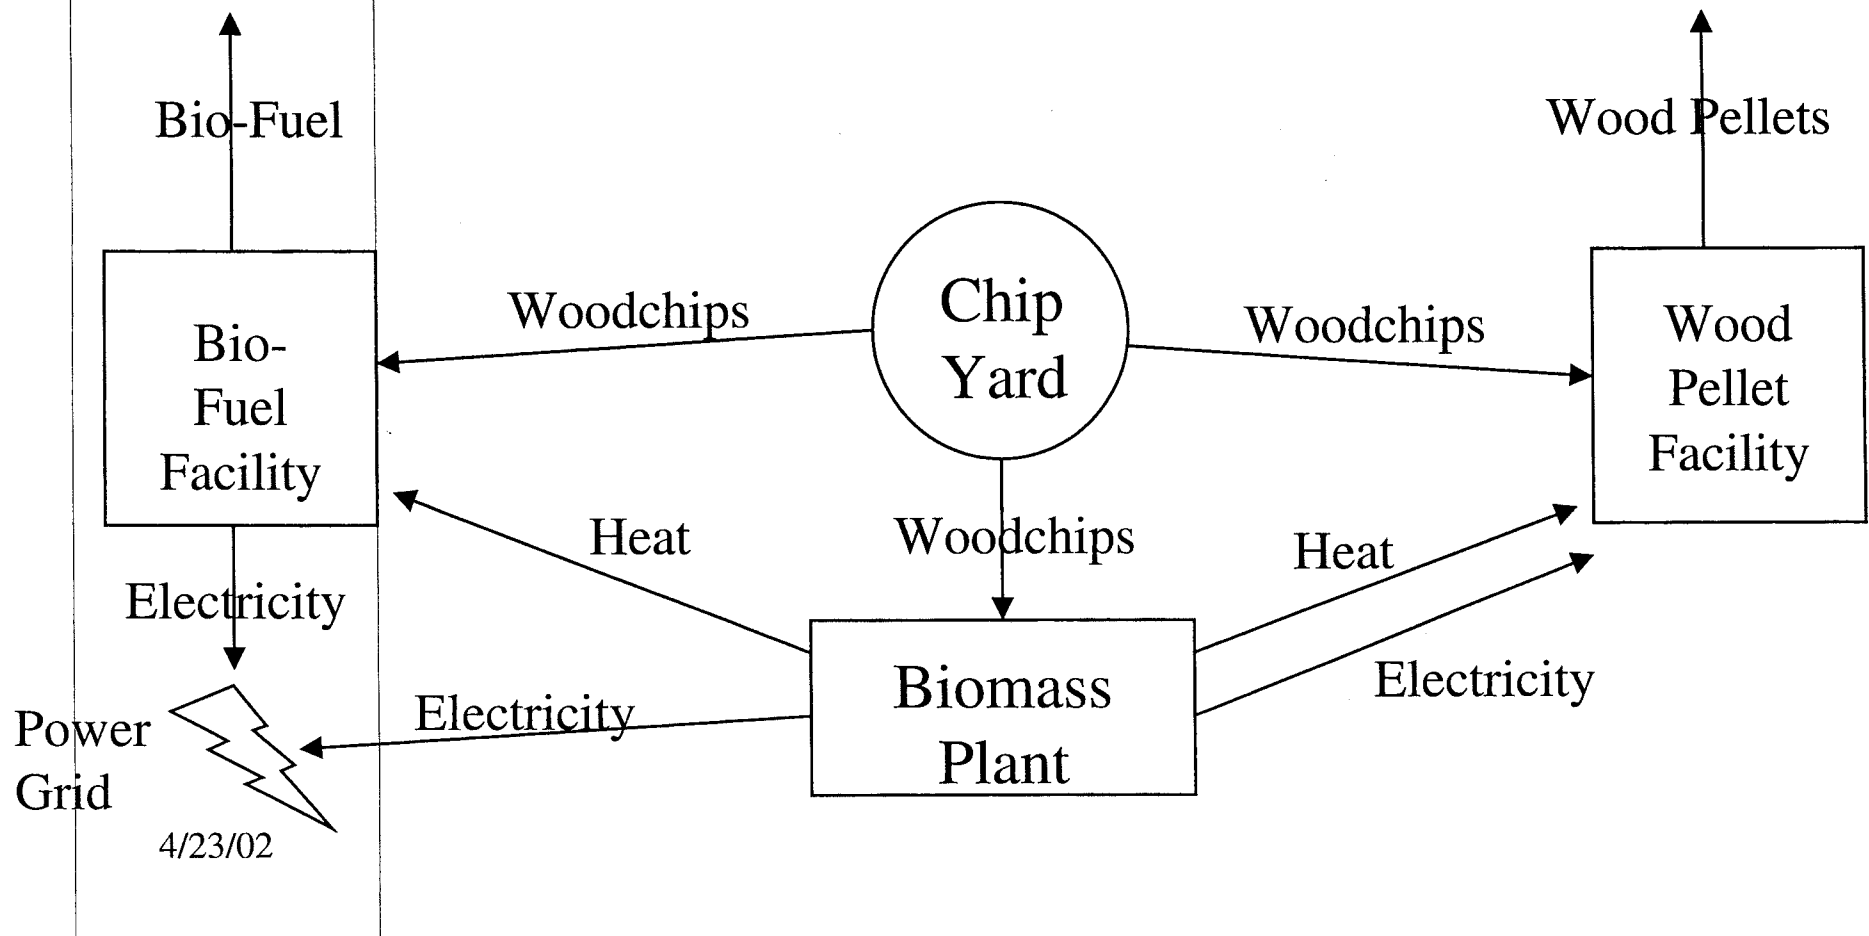 Bio-Fuel
Wood Pellets
Chip
Yard
Woodchips
Woodchips
Bio-
Fuel
Facility
Wood
Pellet
Facility
Heat
Woodchips
Heat
Electricity
Electricity
Electricity
Biomass
Plant
Power
Grid
4/23/02